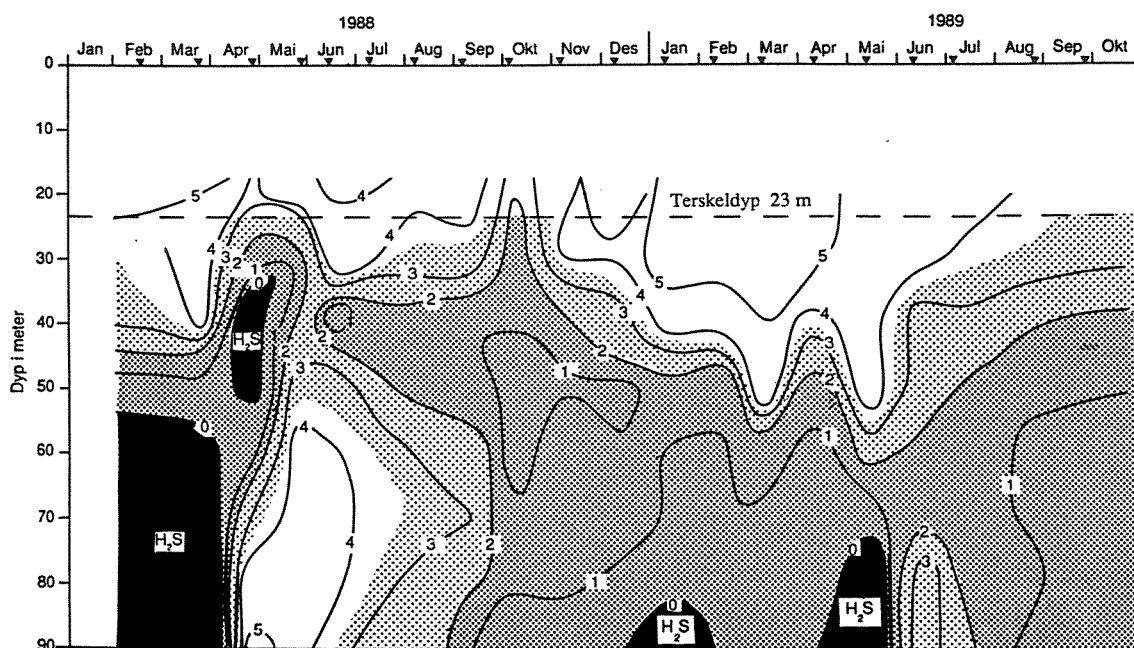 1988 1989
Jan Feb Mar Apr Mai Jun Jul Aug Sep Okt Nov Des Jan Feb Mar Apr Mai Jun Jul Aug Sep Okt
0
10
20
30
40
50
60
70
80
90
Dyp i meter
Terskeldyp 23 m
5 4 4 5
4 3 2 1 0
3 2 4 3 5 4
H₂S
2 3 2 2 3 2
1
0 4 1 1
H₂S
4 3 2 1 2 3
0
5 0
H₂S
H₂S